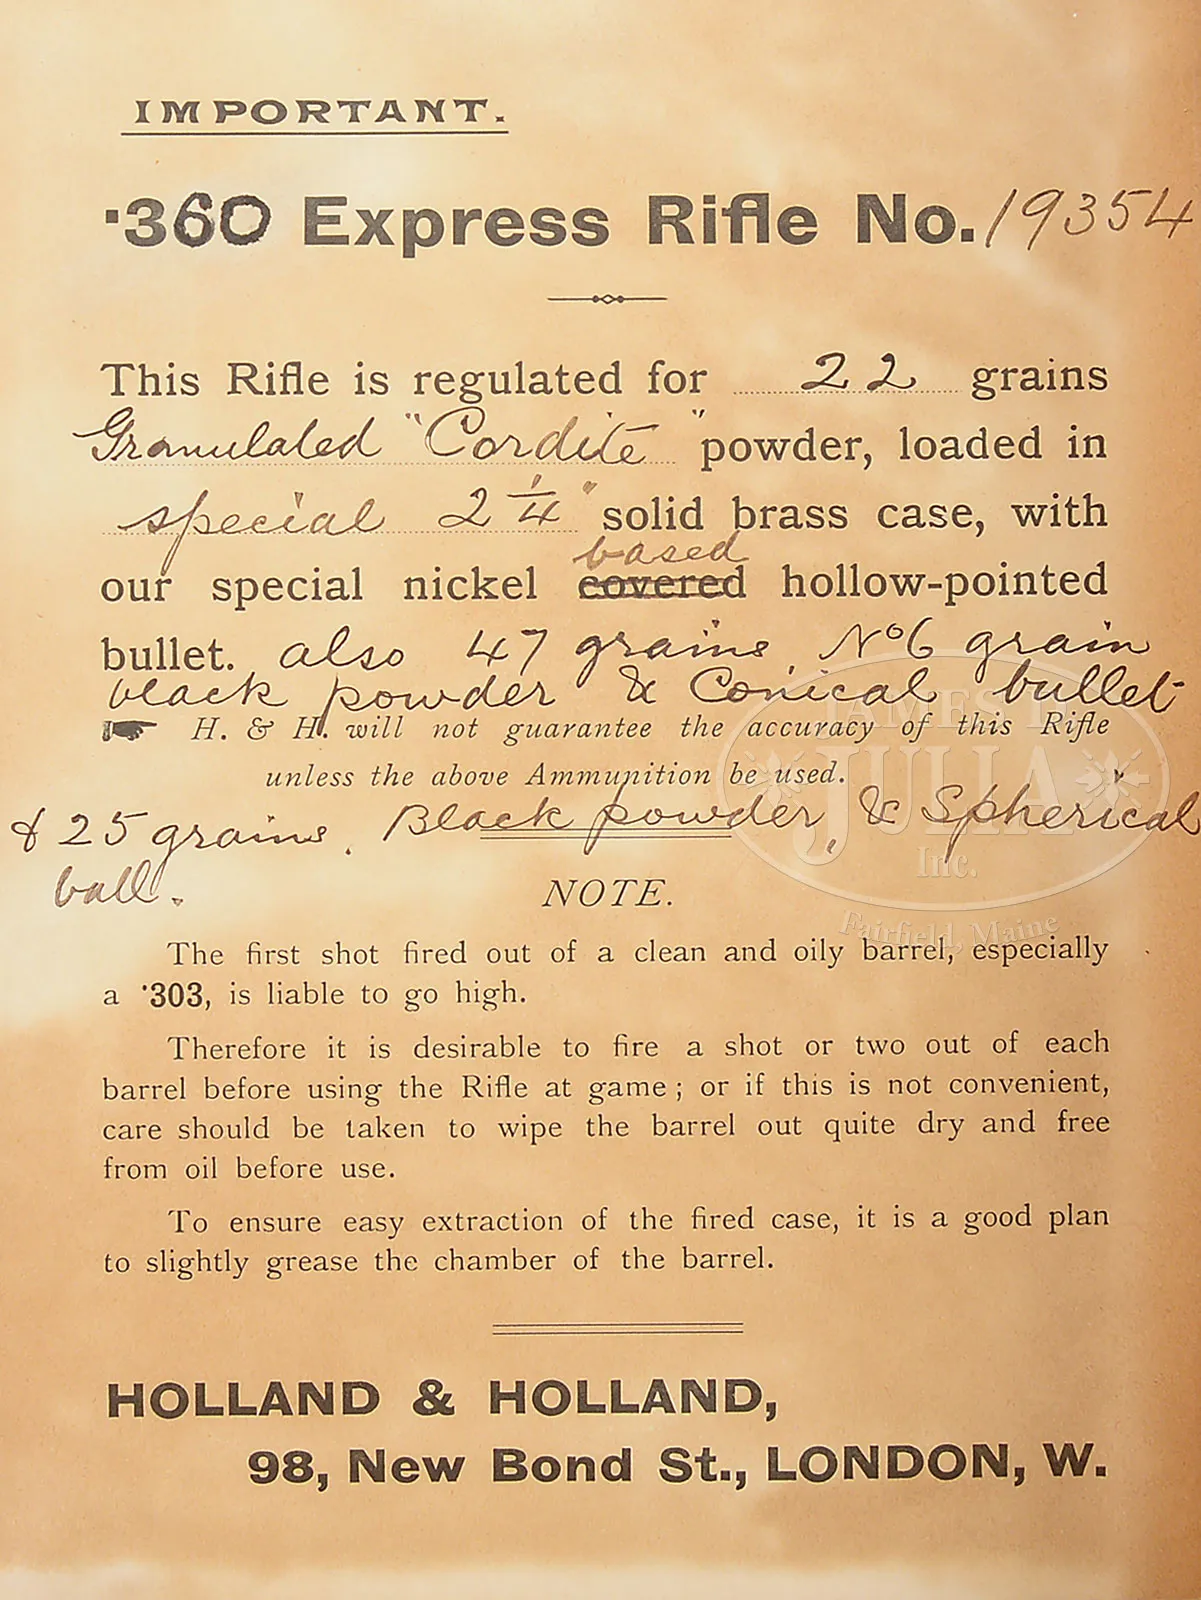 IMPORTANT.
·360 Express Rifle No. 19354
This Rifle is regulated for 22 grains
Granulated "Cordite" powder, loaded in
special 2 1/4" solid brass case, with
based
our special nickel covered hollow-pointed
bullet. also 47 grains, No 6 grain
black powder & Conical bullet
H. & H. will not guarantee the accuracy of this Rifle
unless the above Ammunition be used.
& 25 grains. Black powder, & Spherical
ball.
NOTE.
The first shot fired out of a clean and oily barrel, especially
a ·303, is liable to go high.
Therefore it is desirable to fire a shot or two out of each
barrel before using the Rifle at game; or if this is not convenient,
care should be taken to wipe the barrel out quite dry and free
from oil before use.
To ensure easy extraction of the fired case, it is a good plan
to slightly grease the chamber of the barrel.
HOLLAND & HOLLAND,
98, New Bond St., LONDON, W.
JAMES D.
JULIA
Inc.
Fairfield, Maine